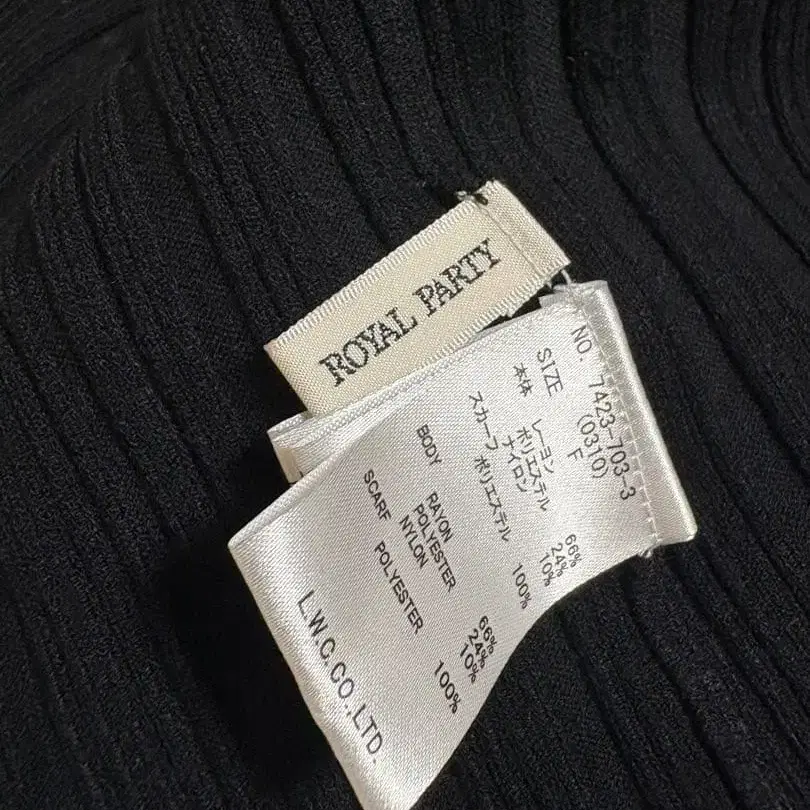 ROYAL PARTY
NO. 7423-703-3
(0310)
SIZE F
本体 レーヨン 66%
ポリエステル 24%
ナイロン 10%
スカーフ ポリエステル 100%
BODY RAYON 66%
POLYESTER 24%
NYLON 10%
SCARF POLYESTER 100%
L.W.C.CO.,LTD.